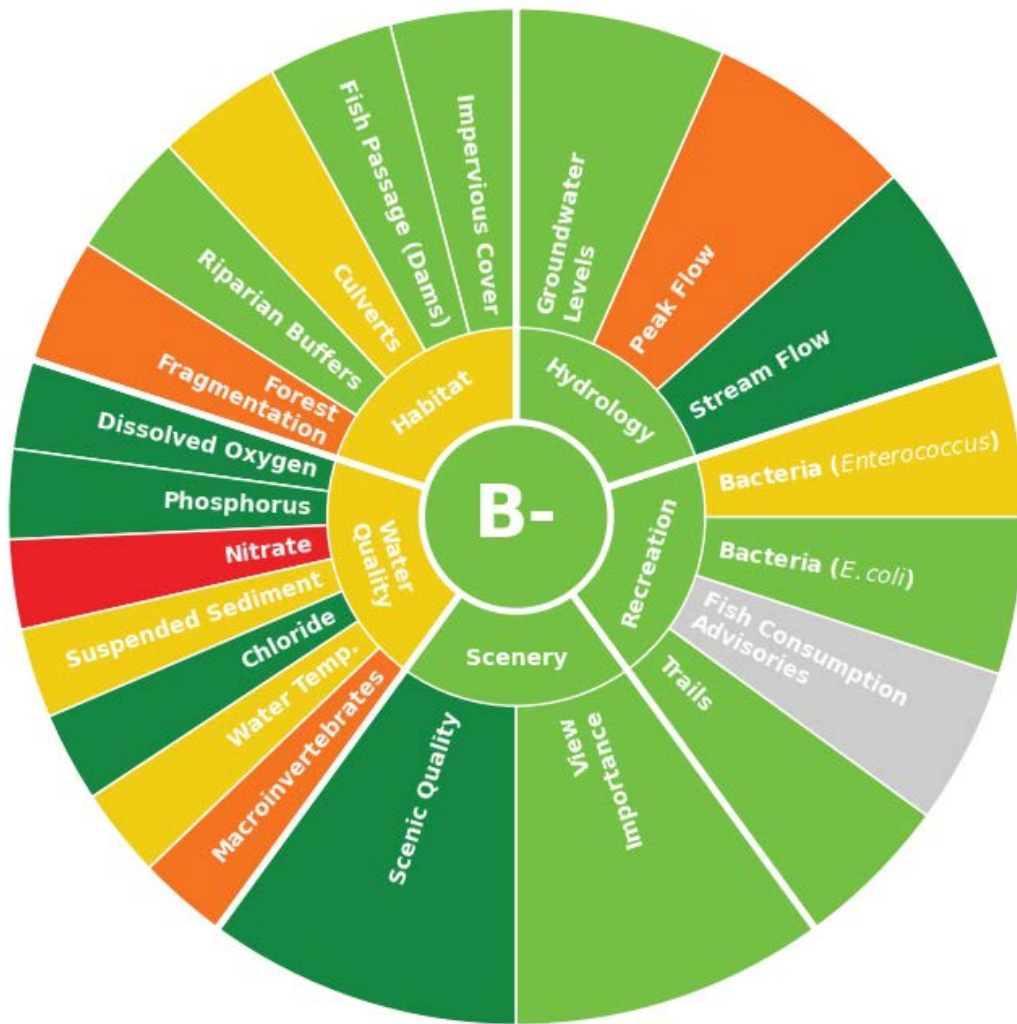 B-
Hydrology
Groundwater
Levels
Peak Flow
Stream Flow
Recreation
Bacteria (Enterococcus)
Bacteria (E. coli)
Fish Consumption
Advisories
Trails
Scenery
View
Importance
Scenic Quality
Water
Quality
Macroinvertebrates
Water Temp.
Chloride
Suspended Sediment
Nitrate
Phosphorus
Dissolved Oxygen
Habitat
Forest
Fragmentation
Riparian Buffers
Culverts
Fish Passage (Dams)
Impervious Cover